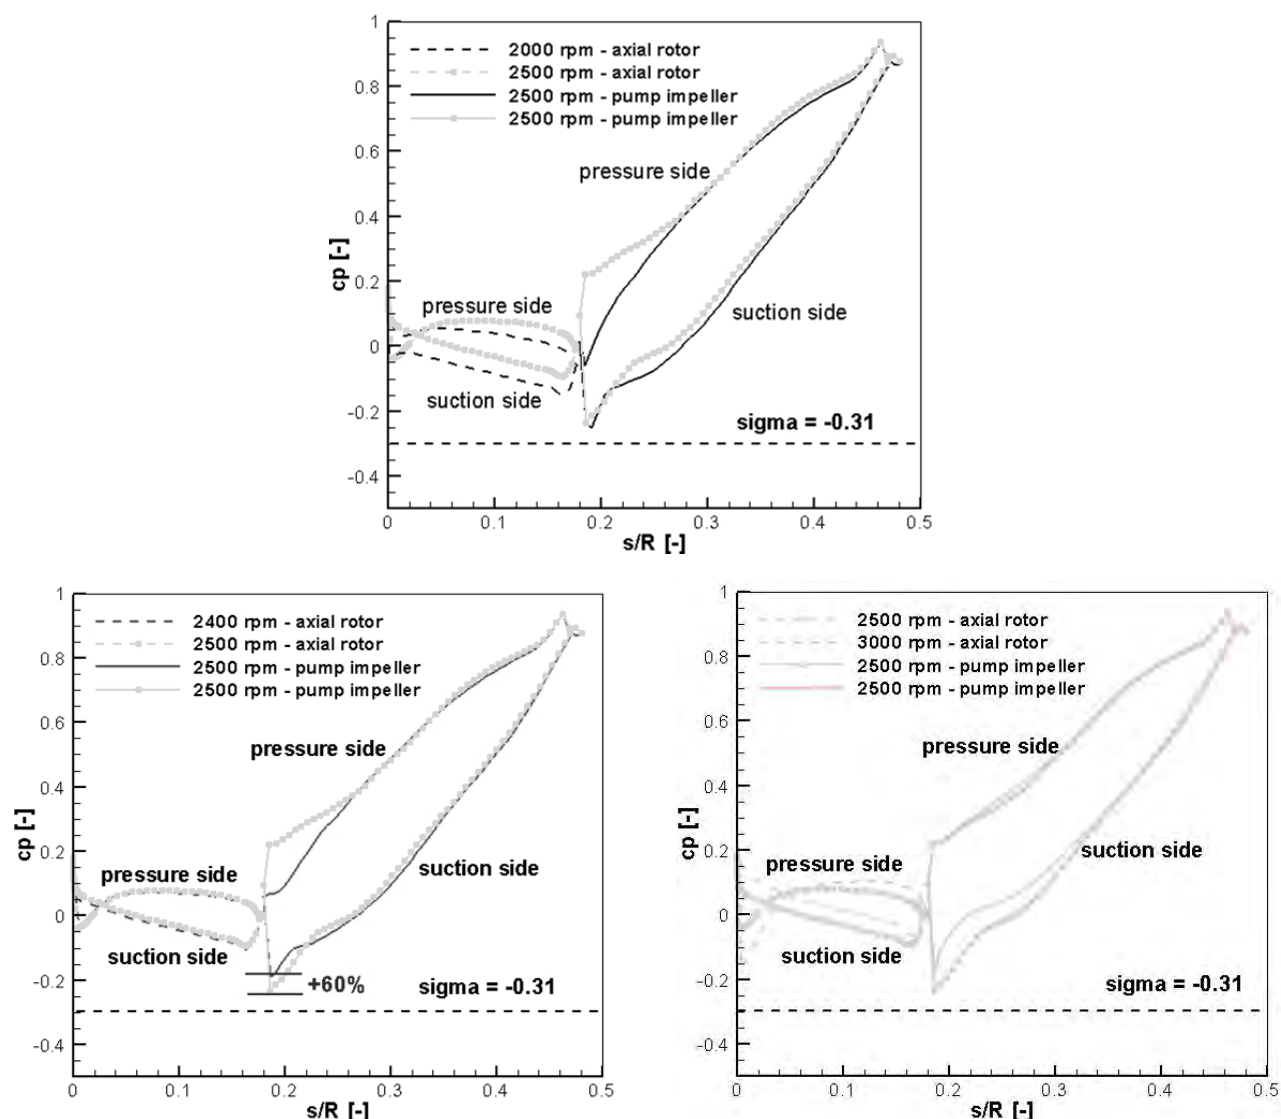 1
0.8
0.6
0.4
0.2
0
-0.2
-0.4
cp [-]
2000 rpm - axial rotor
2500 rpm - axial rotor
2500 rpm - pump impeller
2500 rpm - pump impeller
pressure side
pressure side
suction side
suction side
sigma = -0.31
0 0.1 0.2 0.3 0.4 0.5
s/R [-]
1
0.8
0.6
0.4
0.2
0
-0.2
-0.4
cp [-]
2400 rpm - axial rotor
2500 rpm - axial rotor
2500 rpm - pump impeller
2500 rpm - pump impeller
pressure side
pressure side
suction side
suction side
+60%
sigma = -0.31
0 0.1 0.2 0.3 0.4 0.5
s/R [-]
1
0.8
0.6
0.4
0.2
0
-0.2
-0.4
cp [-]
2500 rpm - axial rotor
3000 rpm - axial rotor
2500 rpm - pump impeller
2500 rpm - pump impeller
pressure side
suction side
pressure side
suction side
sigma = -0.31
0 0.1 0.2 0.3 0.4 0.5
s/R [-]